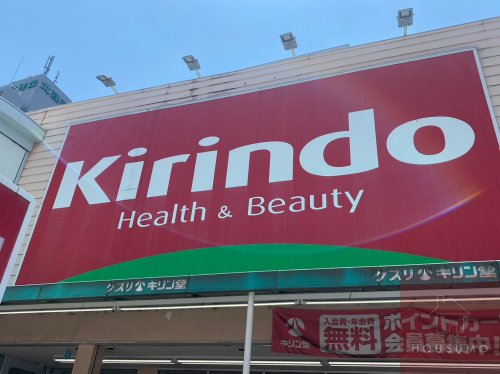 Kirindo
Health & Beauty
クスリ キリン堂
クスリ キリン堂
キリン堂
入会費・年会費
無料
ポイントカー
会員募集中!
HOUSUMO